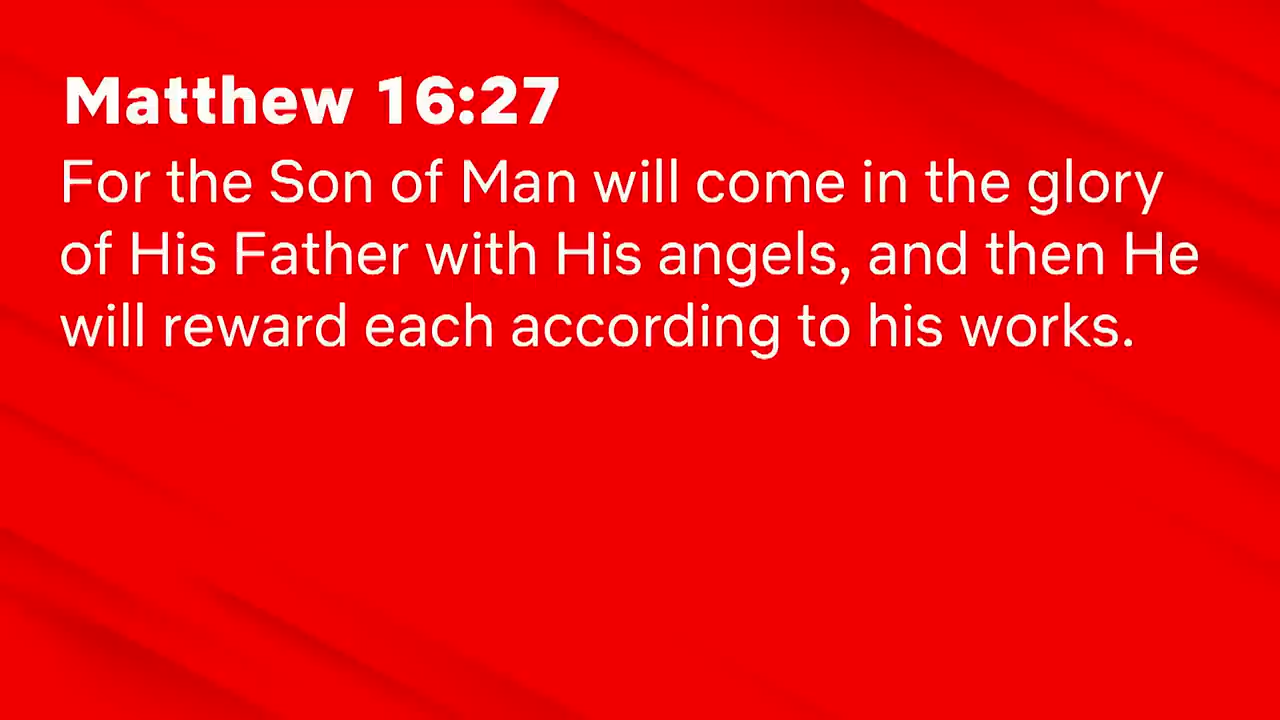 Matthew 16:27
For the Son of Man will come in the glory
of His Father with His angels, and then He
will reward each according to his works.